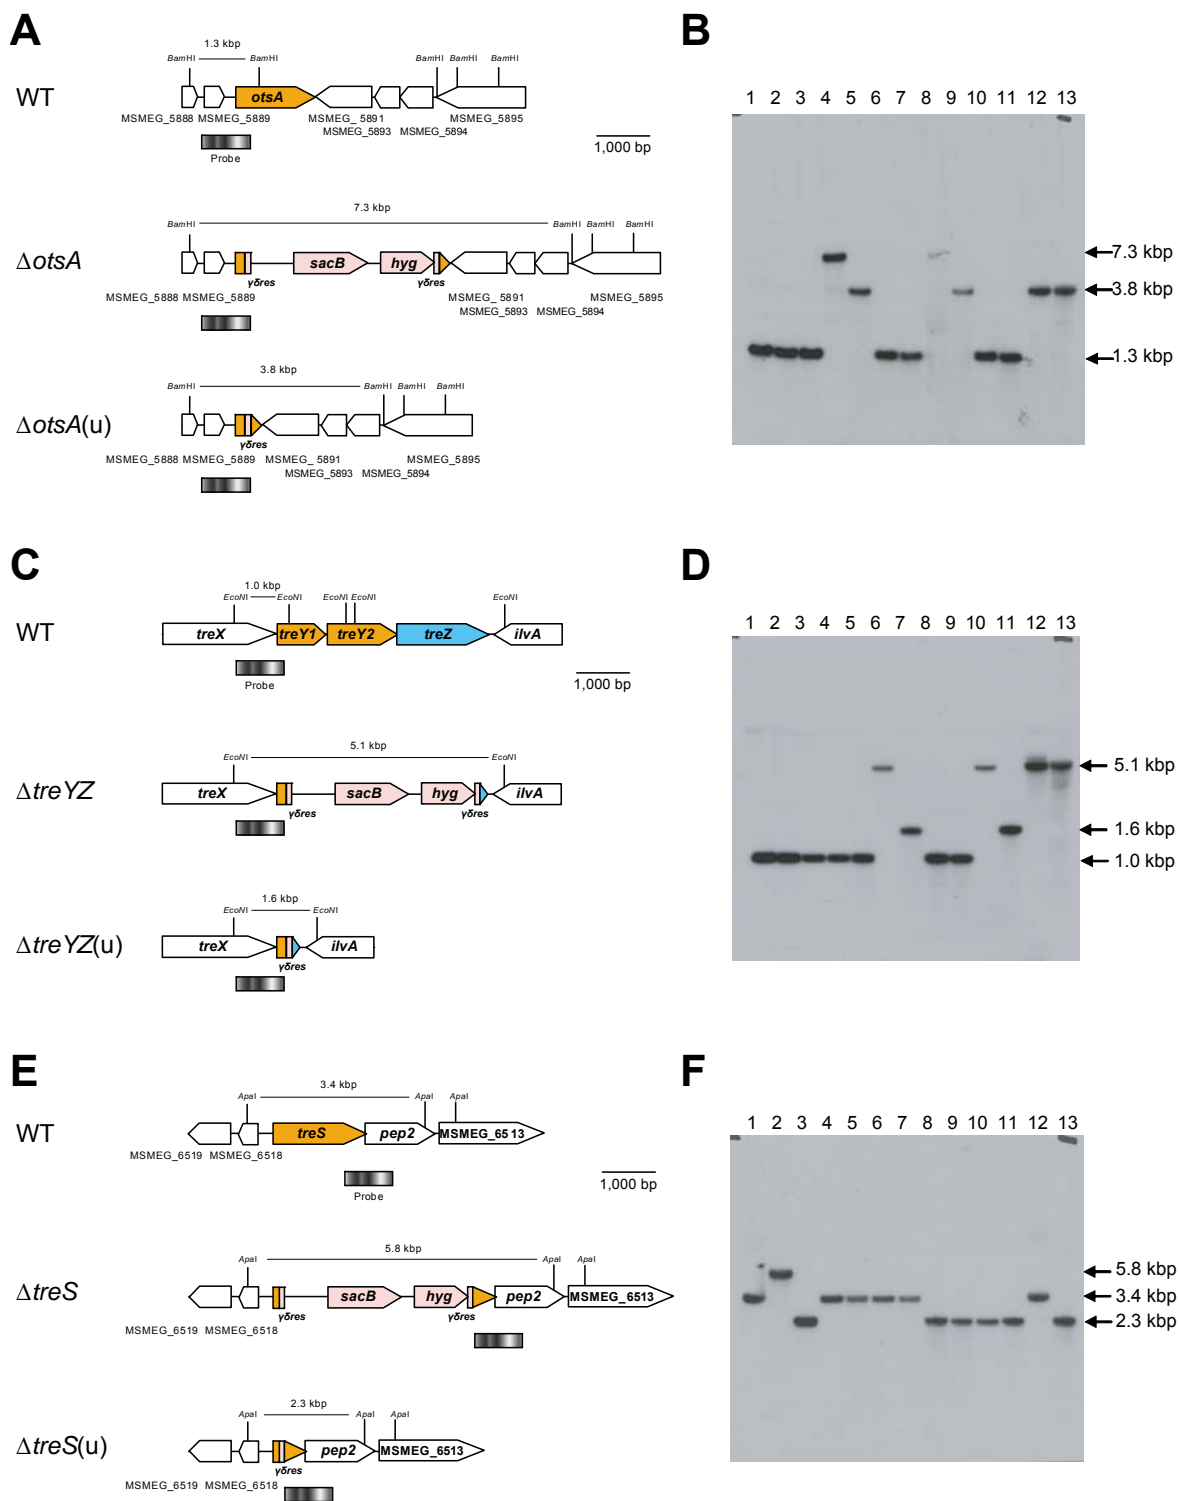 A
B
1.3 kbp
BamHI BamHI BamHI BamHI
WT
otsA
MSMEG_5888 MSMEG_5889 MSMEG_ 5891 MSMEG_5895
MSMEG_5893 MSMEG_5894
Probe
1,000 bp
7.3 kbp
BamHI BamHI BamHI BamHI
ΔotsA
sacB hyg
γδres γδres
MSMEG_5888 MSMEG_5889 MSMEG_ 5891 MSMEG_5895
MSMEG_5893 MSMEG_5894
3.8 kbp
BamHI BamHI BamHI BamHI
ΔotsA(u)
γδres
MSMEG_5888 MSMEG_5889 MSMEG_5891 MSMEG_5895
MSMEG_5893 MSMEG_5894
1 2 3 4 5 6 7 8 9 10 11 12 13
7.3 kbp
3.8 kbp
1.3 kbp
C
D
1.0 kbp
EcoNI EcoNI EcoNI EcoNI EcoNI
WT
treX treY1 treY2 treZ ilvA
Probe
1,000 bp
5.1 kbp
EcoNI EcoNI
ΔtreYZ
treX sacB hyg ilvA
γδres γδres
1.6 kbp
EcoNI EcoNI
ΔtreYZ(u)
treX ilvA
γδres
1 2 3 4 5 6 7 8 9 10 11 12 13
5.1 kbp
1.6 kbp
1.0 kbp
E
F
3.4 kbp
ApaI ApaI ApaI
WT
treS pep2 MSMEG_6513
MSMEG_6519 MSMEG_6518
Probe
1,000 bp
5.8 kbp
ApaI ApaI ApaI
ΔtreS
sacB hyg pep2 MSMEG_6513
γδres γδres
MSMEG_6519 MSMEG_6518
2.3 kbp
ApaI ApaI ApaI
ΔtreS(u)
pep2 MSMEG_6513
γδres
MSMEG_6519 MSMEG_6518
1 2 3 4 5 6 7 8 9 10 11 12 13
5.8 kbp
3.4 kbp
2.3 kbp